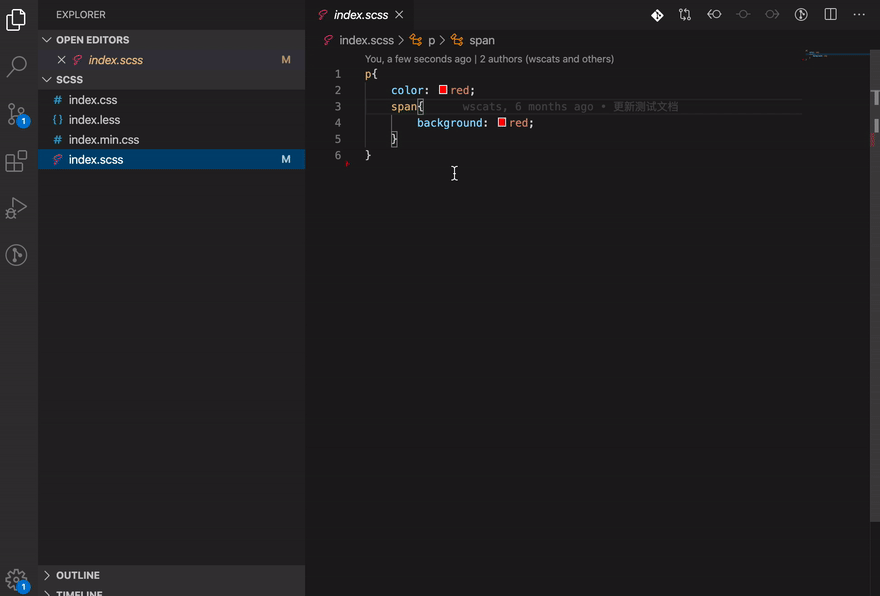 EXPLORER
OPEN EDITORS
index.scss M
SCSS
# index.css
{} index.less
# index.min.css
index.scss M
1
1
OUTLINE
TIMELINE
index.scss
index.scss > p > span
You, a few seconds ago | 2 authors (wscats and others)
1 p{
2 color: red;
3 span{ wscats, 6 months ago • 更新测试文档
4 background: red;
5 }
6 }